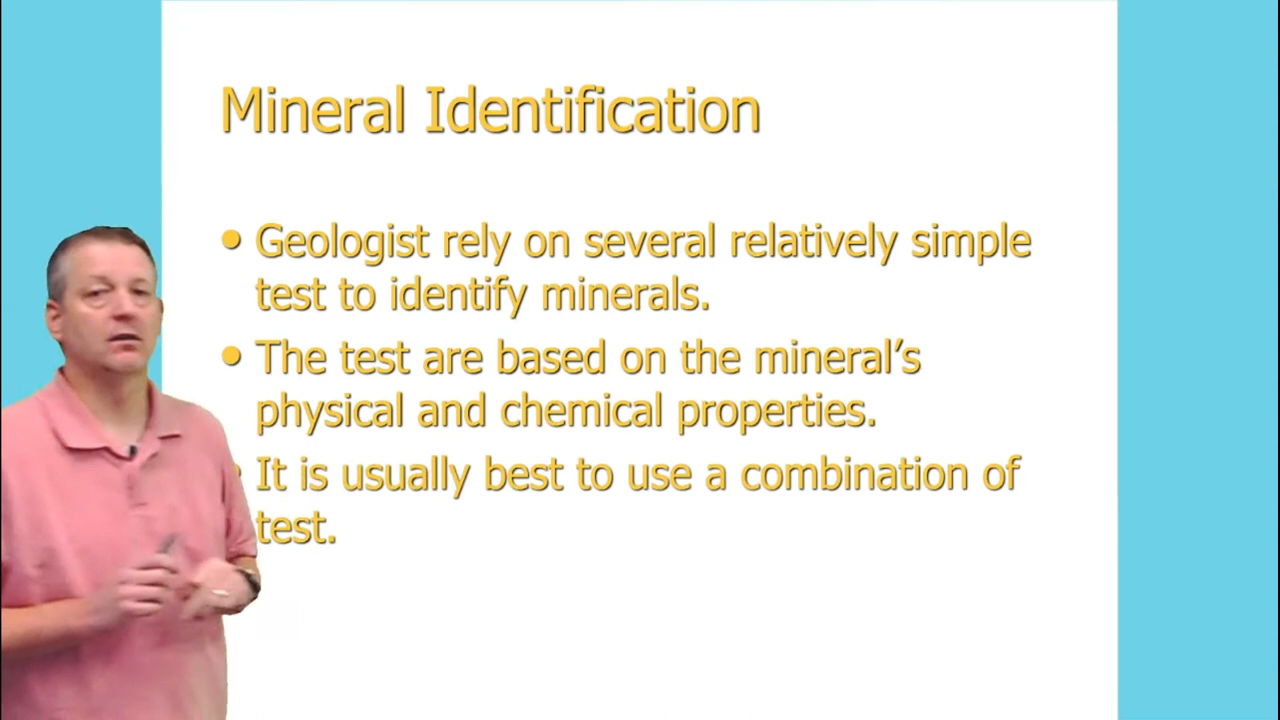 Mineral Identification
• Geologist rely on several relatively simple
test to identify minerals.
• The test are based on the mineral’s
physical and chemical properties.
• It is usually best to use a combination of
test.